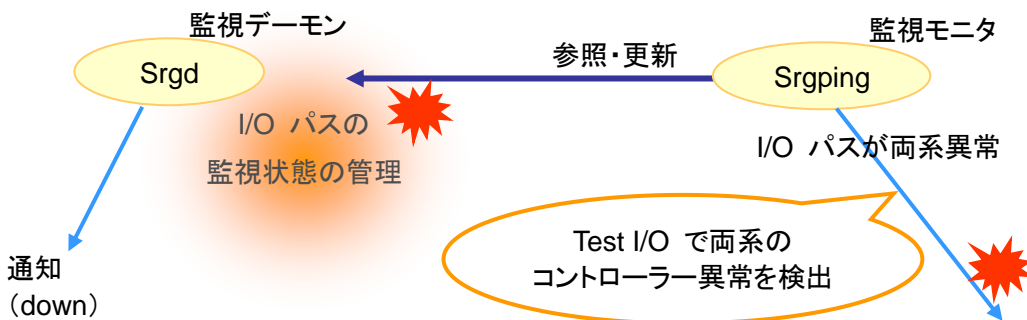 監視デーモン
Srgd
監視モニタ
Srgping
参照・更新
I/O パスの
監視状態の管理
I/O パスが両系異常
Test I/O で両系の
コントローラー異常を検出
通知
(down)